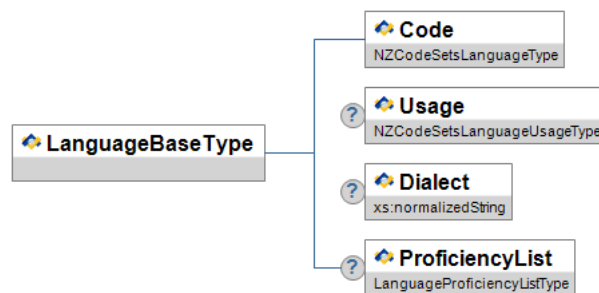 Code
NZCodeSetsLanguageType
? Usage
NZCodeSetsLanguageUsageType
LanguageBaseType
? Dialect
xs:normalizedString
? ProficiencyList
LanguageProficiencyListType